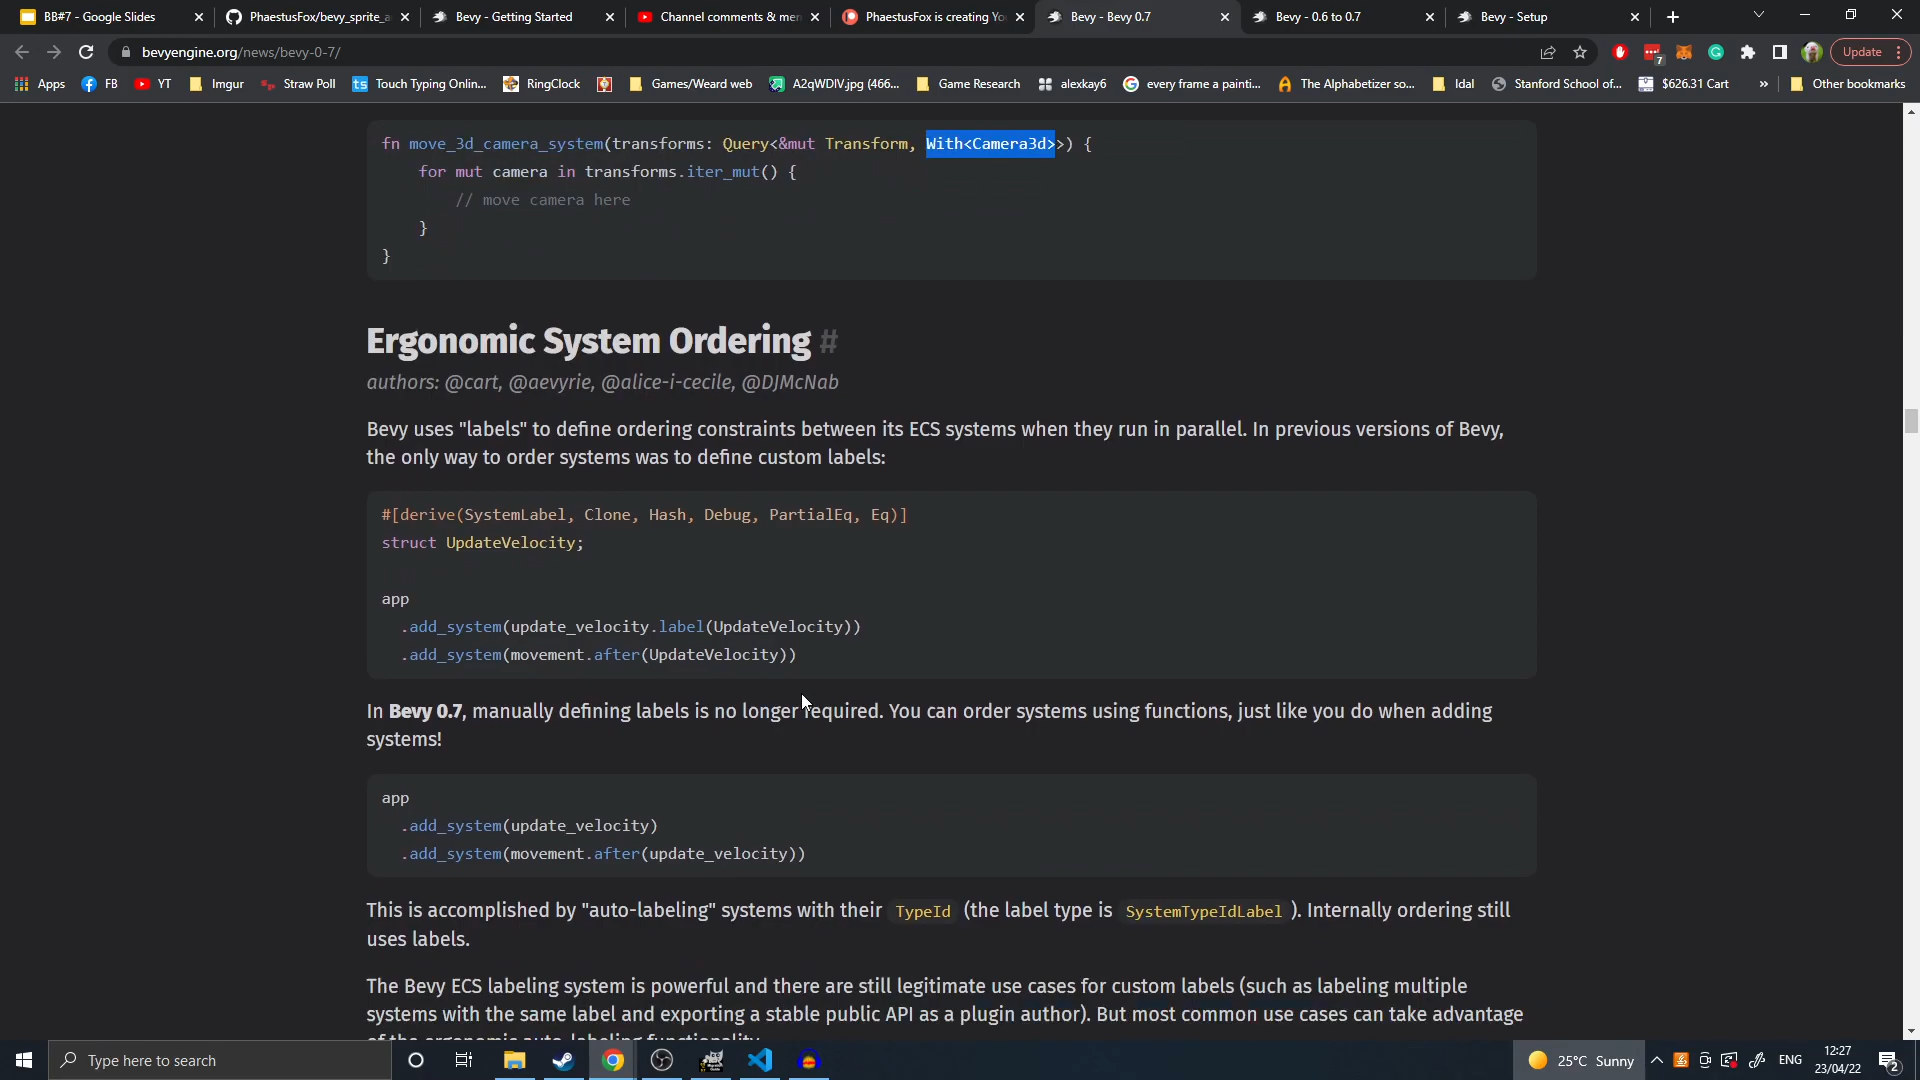 BB#7 - Google Slides
PhaestusFox/bevy_sprite_a
Bevy - Getting Started
Channel comments & men
PhaestusFox is creating Yo
Bevy - Bevy 0.7
Bevy - 0.6 to 0.7
Bevy - Setup
bevyengine.org/news/bevy-0-7/
7
Update
Apps
FB
YT
Imgur
Straw Poll
ts
Touch Typing Onlin...
RingClock
Games/Weard web
A2qWDIV.jpg (466...
Game Research
alexkay6
every frame a painti...
The Alphabetizer so...
Idal
Stanford School of...
$626.31 Cart
»
Other bookmarks
fn move_3d_camera_system(transforms: Query<&mut Transform, With<Camera3d>>) {
for mut camera in transforms.iter_mut() {
// move camera here
}
}
Ergonomic System Ordering #
authors: @cart, @aevyrie, @alice-i-cecile, @DJMcNab
Bevy uses "labels" to define ordering constraints between its ECS systems when they run in parallel. In previous versions of Bevy,
the only way to order systems was to define custom labels:
#[derive(SystemLabel, Clone, Hash, Debug, PartialEq, Eq)]
struct UpdateVelocity;
app
.add_system(update_velocity.label(UpdateVelocity))
.add_system(movement.after(UpdateVelocity))
In Bevy 0.7, manually defining labels is no longer required. You can order systems using functions, just like you do when adding
systems!
app
.add_system(update_velocity)
.add_system(movement.after(update_velocity))
This is accomplished by "auto-labeling" systems with their TypeId (the label type is SystemTypeIdLabel ). Internally ordering still
uses labels.
The Bevy ECS labeling system is powerful and there are still legitimate use cases for custom labels (such as labeling multiple
systems with the same label and exporting a stable public API as a plugin author). But most common use cases can take advantage
of the ergonomic auto-labeling functionality.
Type here to search
25°C Sunny
ENG
12:27
23/04/22
2